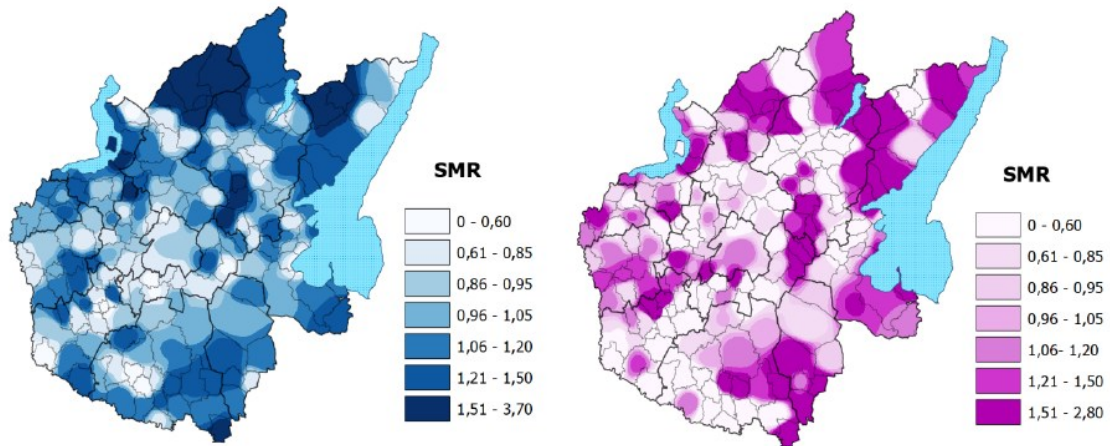 SMR
0 - 0,60
0,61 - 0,85
0,86 - 0,95
0,96 - 1,05
1,06 - 1,20
1,21 - 1,50
1,51 - 3,70
SMR
0 - 0,60
0,61 - 0,85
0,86 - 0,95
0,96 - 1,05
1,06- 1,20
1,21 - 1,50
1,51 - 2,80